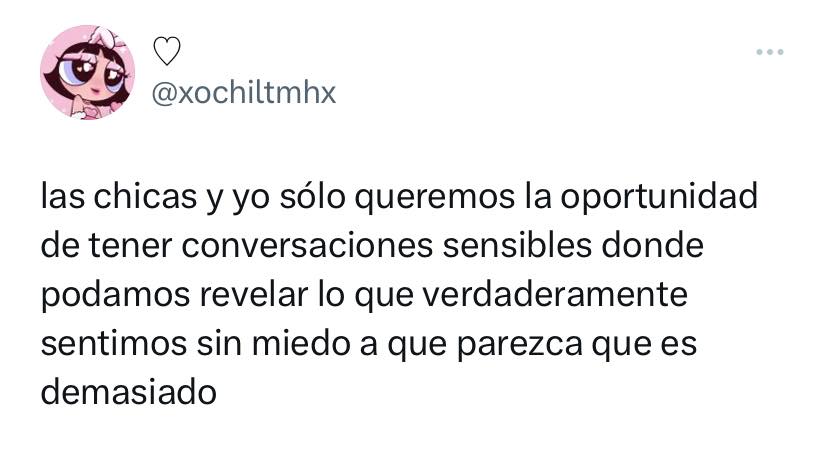 ♡
@xochiltmhx
las chicas y yo sólo queremos la oportunidad
de tener conversaciones sensibles donde
podamos revelar lo que verdaderamente
sentimos sin miedo a que parezca que es
demasiado